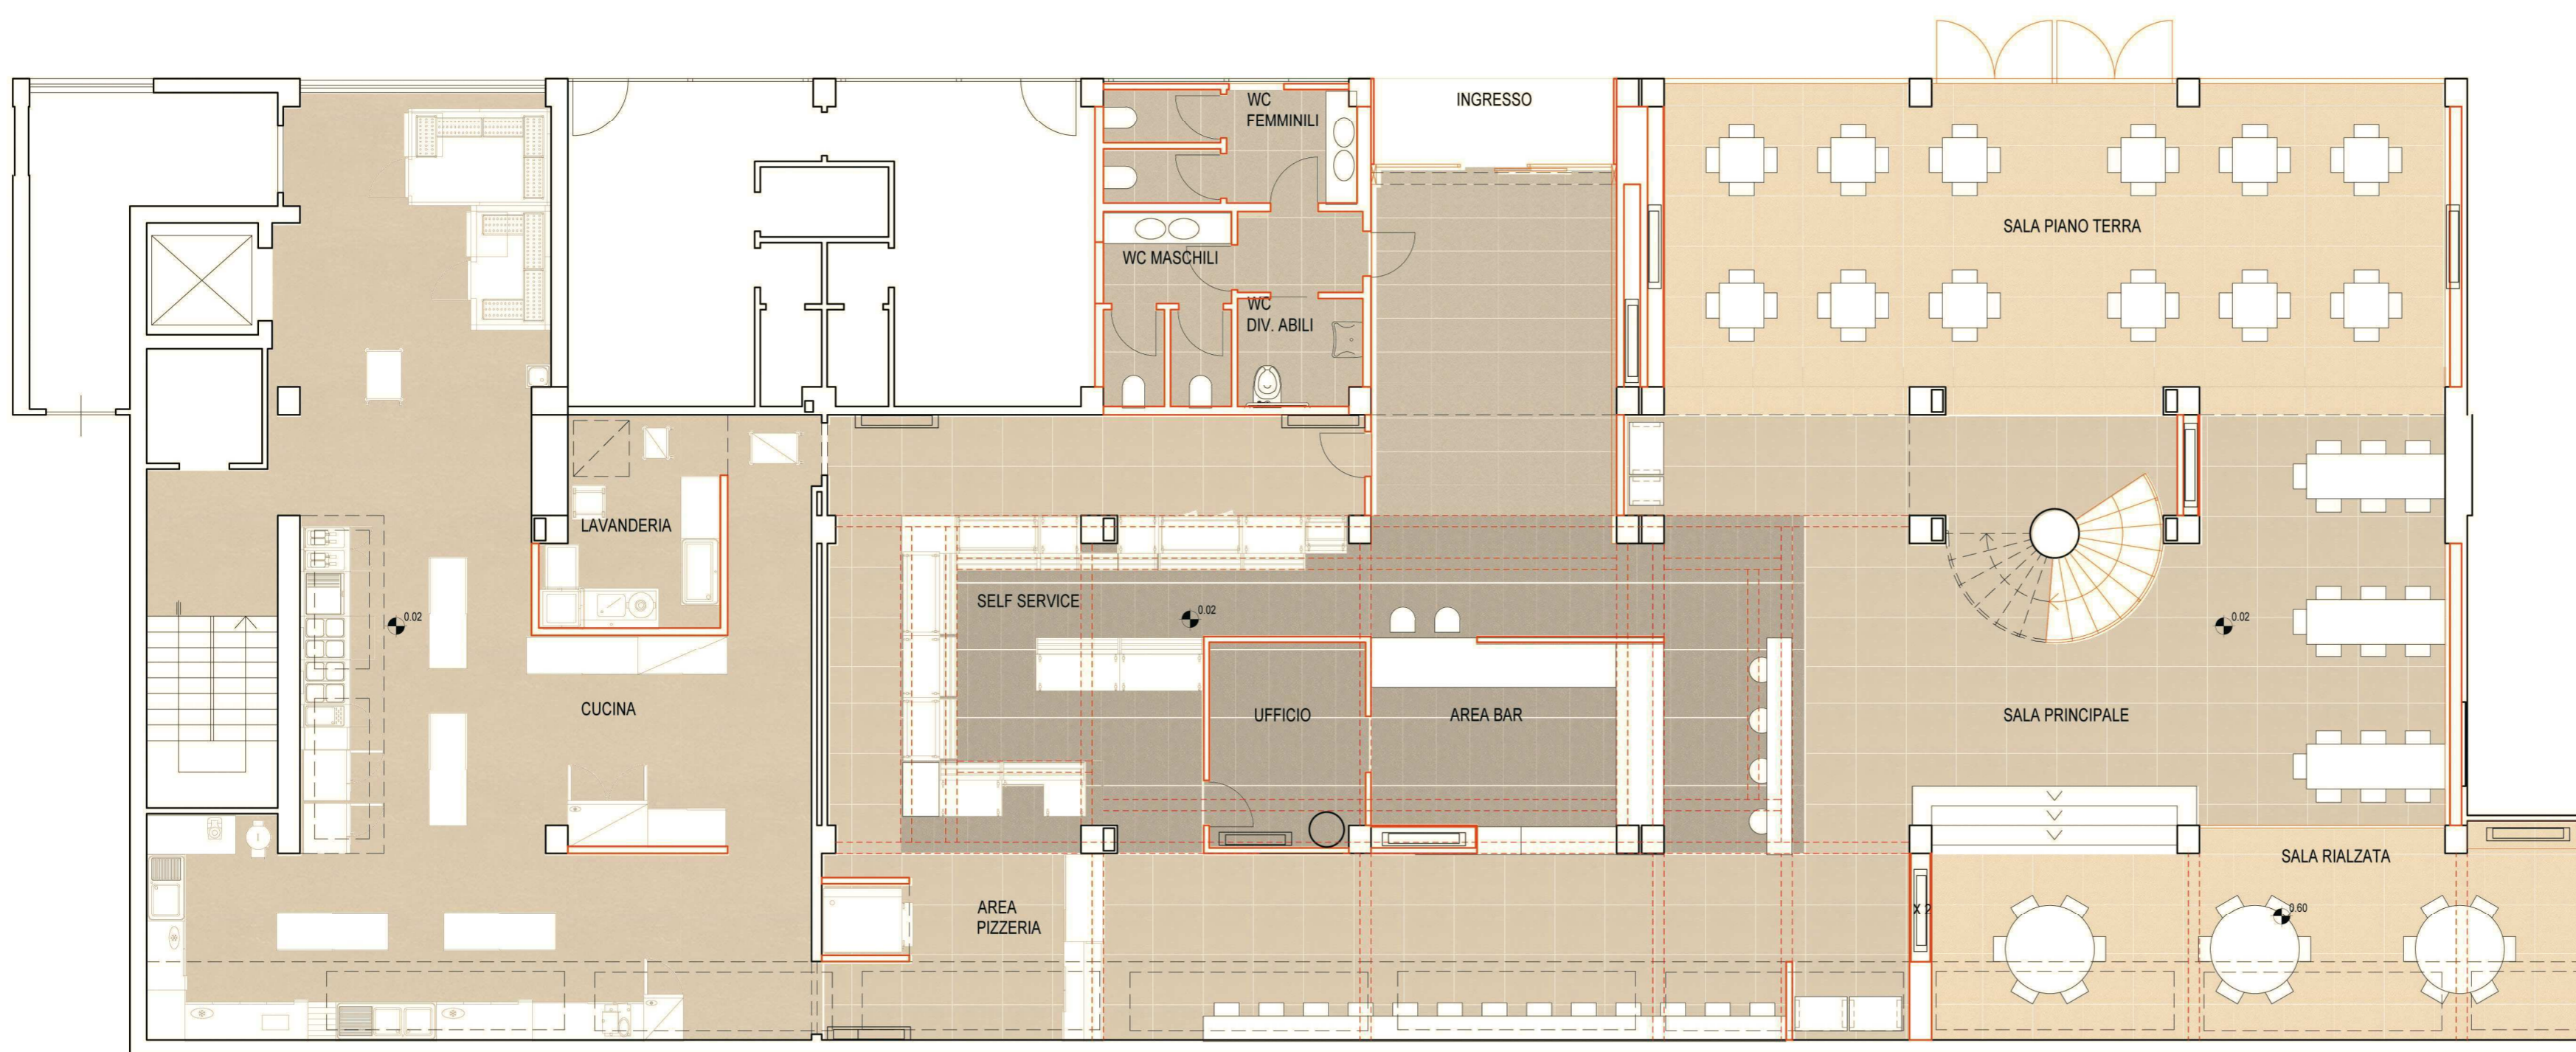 INGRESSO
WC
FEMMINILI
SALA PIANO TERRA
WC MASCHILI
WC
DIV. ABILI
LAVANDERIA
SELF SERVICE
0.02
0.02
0.02
CUCINA
UFFICIO
AREA BAR
SALA PRINCIPALE
SALA RIALZATA
AREA
PIZZERIA
X 2
0.60